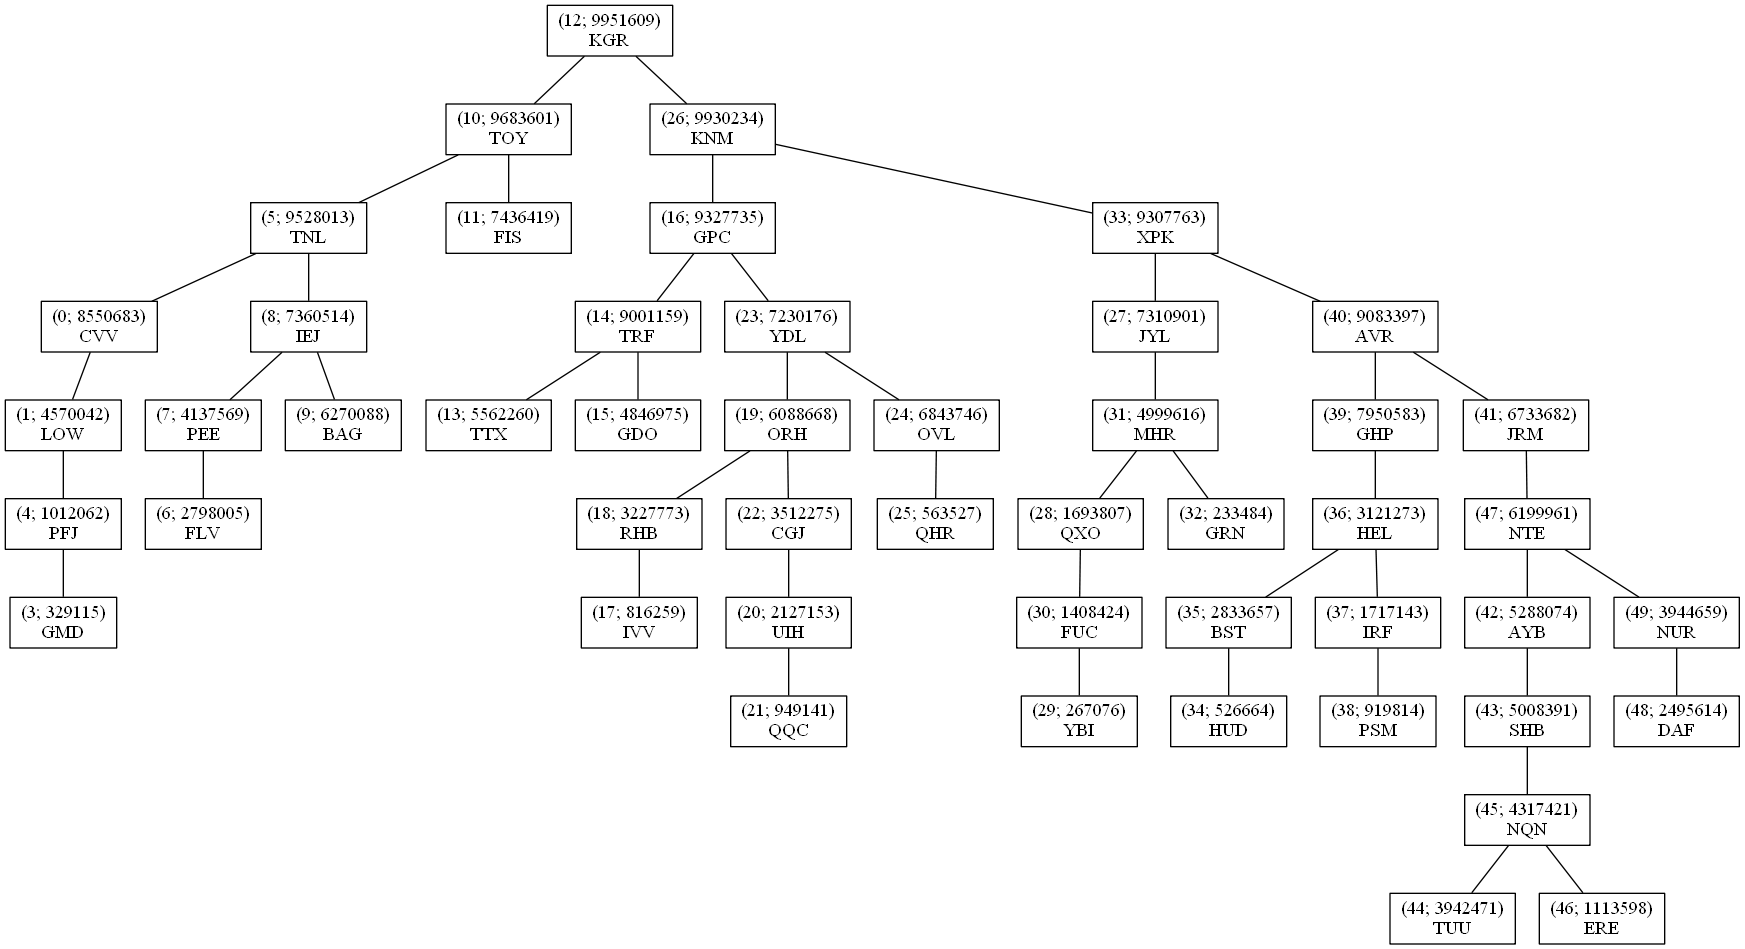 (12; 9951609)
KGR
(10; 9683601)
TOY
(26; 9930234)
KNM
(5; 9528013)
TNL
(11; 7436419)
FIS
(16; 9327735)
GPC
(33; 9307763)
XPK
(0; 8550683)
CVV
(8; 7360514)
IEJ
(14; 9001159)
TRF
(23; 7230176)
YDL
(27; 7310901)
JYL
(40; 9083397)
AVR
(1; 4570042)
LOW
(7; 4137569)
PEE
(9; 6270088)
BAG
(13; 5562260)
TTX
(15; 4846975)
GDO
(19; 6088668)
ORH
(24; 6843746)
OVL
(31; 4999616)
MHR
(39; 7950583)
GHP
(41; 6733682)
JRM
(4; 1012062)
PFJ
(6; 2798005)
FLV
(18; 3227773)
RHB
(22; 3512275)
CGJ
(25; 563527)
QHR
(28; 1693807)
QXO
(32; 233484)
GRN
(36; 3121273)
HEL
(47; 6199961)
NTE
(3; 329115)
GMD
(17; 816259)
IVV
(20; 2127153)
UIH
(30; 1408424)
FUC
(35; 2833657)
BST
(37; 1717143)
IRF
(42; 5288074)
AYB
(49; 3944659)
NUR
(21; 949141)
QQC
(29; 267076)
YBI
(34; 526664)
HUD
(38; 919814)
PSM
(43; 5008391)
SHB
(48; 2495614)
DAF
(45; 4317421)
NQN
(44; 3942471)
TUU
(46; 1113598)
ERE